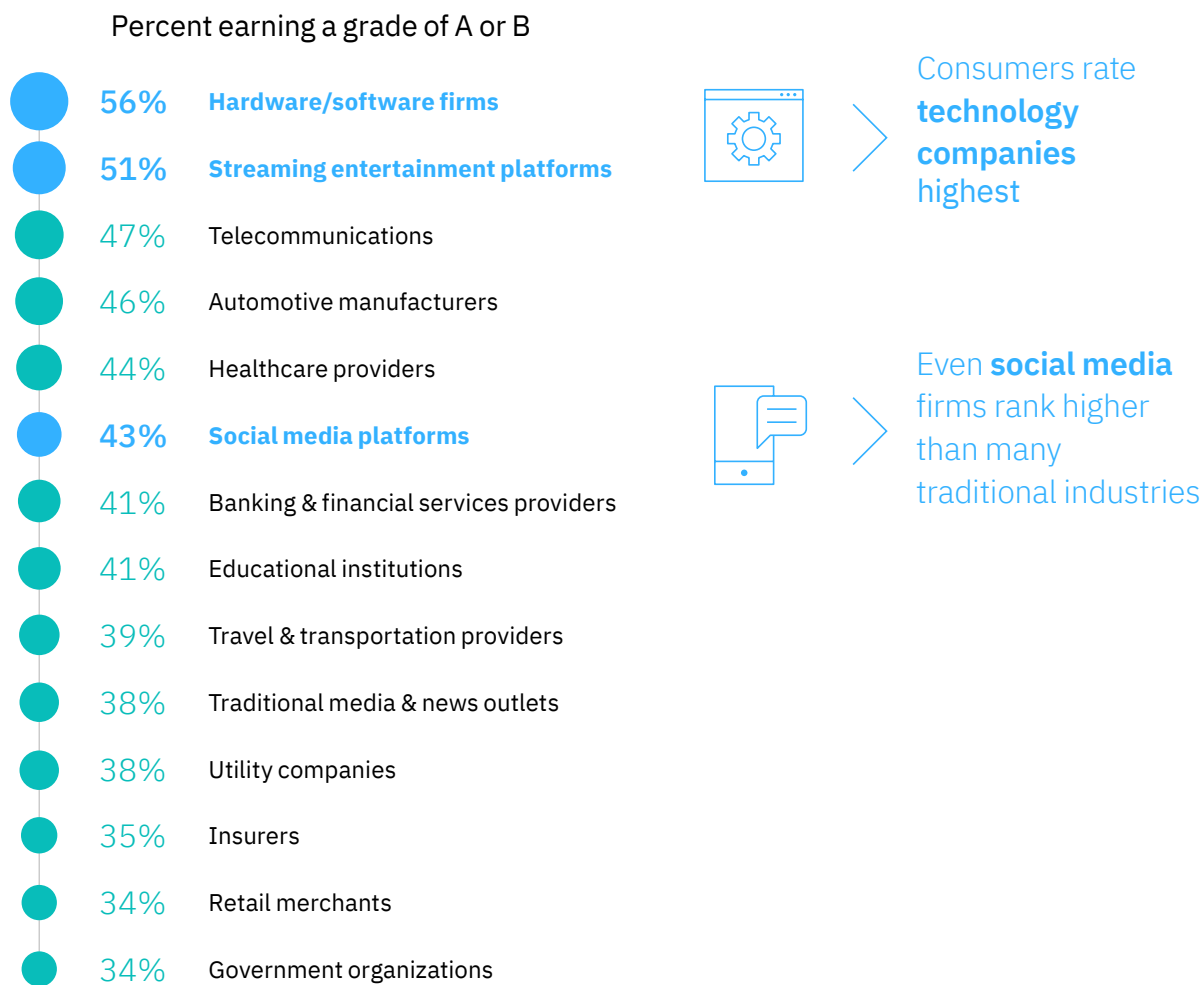 Percent earning a grade of A or B
56% Hardware/software firms
51% Streaming entertainment platforms
47% Telecommunications
46% Automotive manufacturers
44% Healthcare providers
43% Social media platforms
41% Banking & financial services providers
41% Educational institutions
39% Travel & transportation providers
38% Traditional media & news outlets
38% Utility companies
35% Insurers
34% Retail merchants
34% Government organizations
Consumers rate
technology
companies
highest
Even social media
firms rank higher
than many
traditional industries